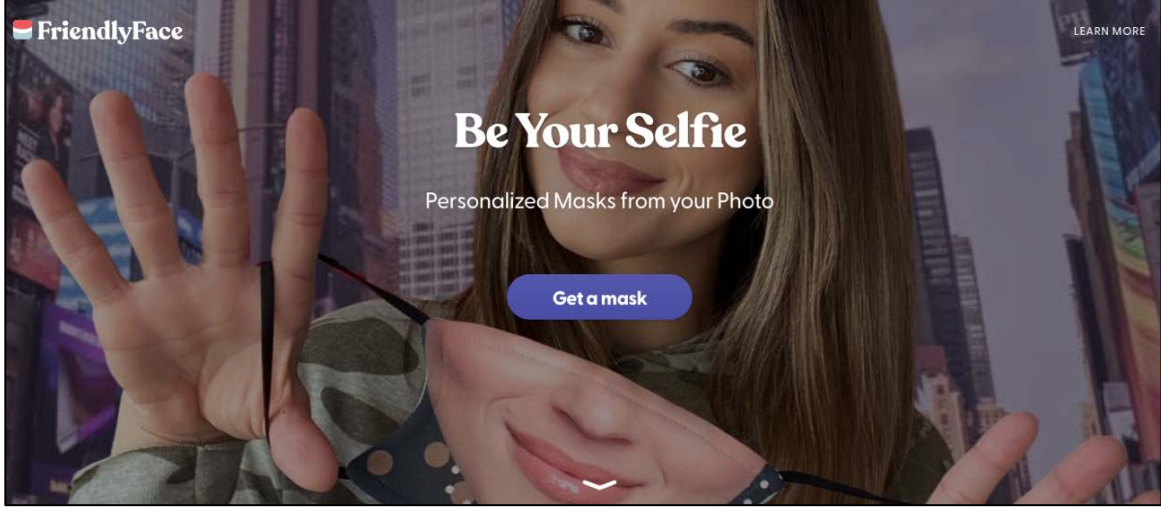 FriendlyFace
LEARN MORE
Be Your Selfie
Personalized Masks from your Photo
Get a mask